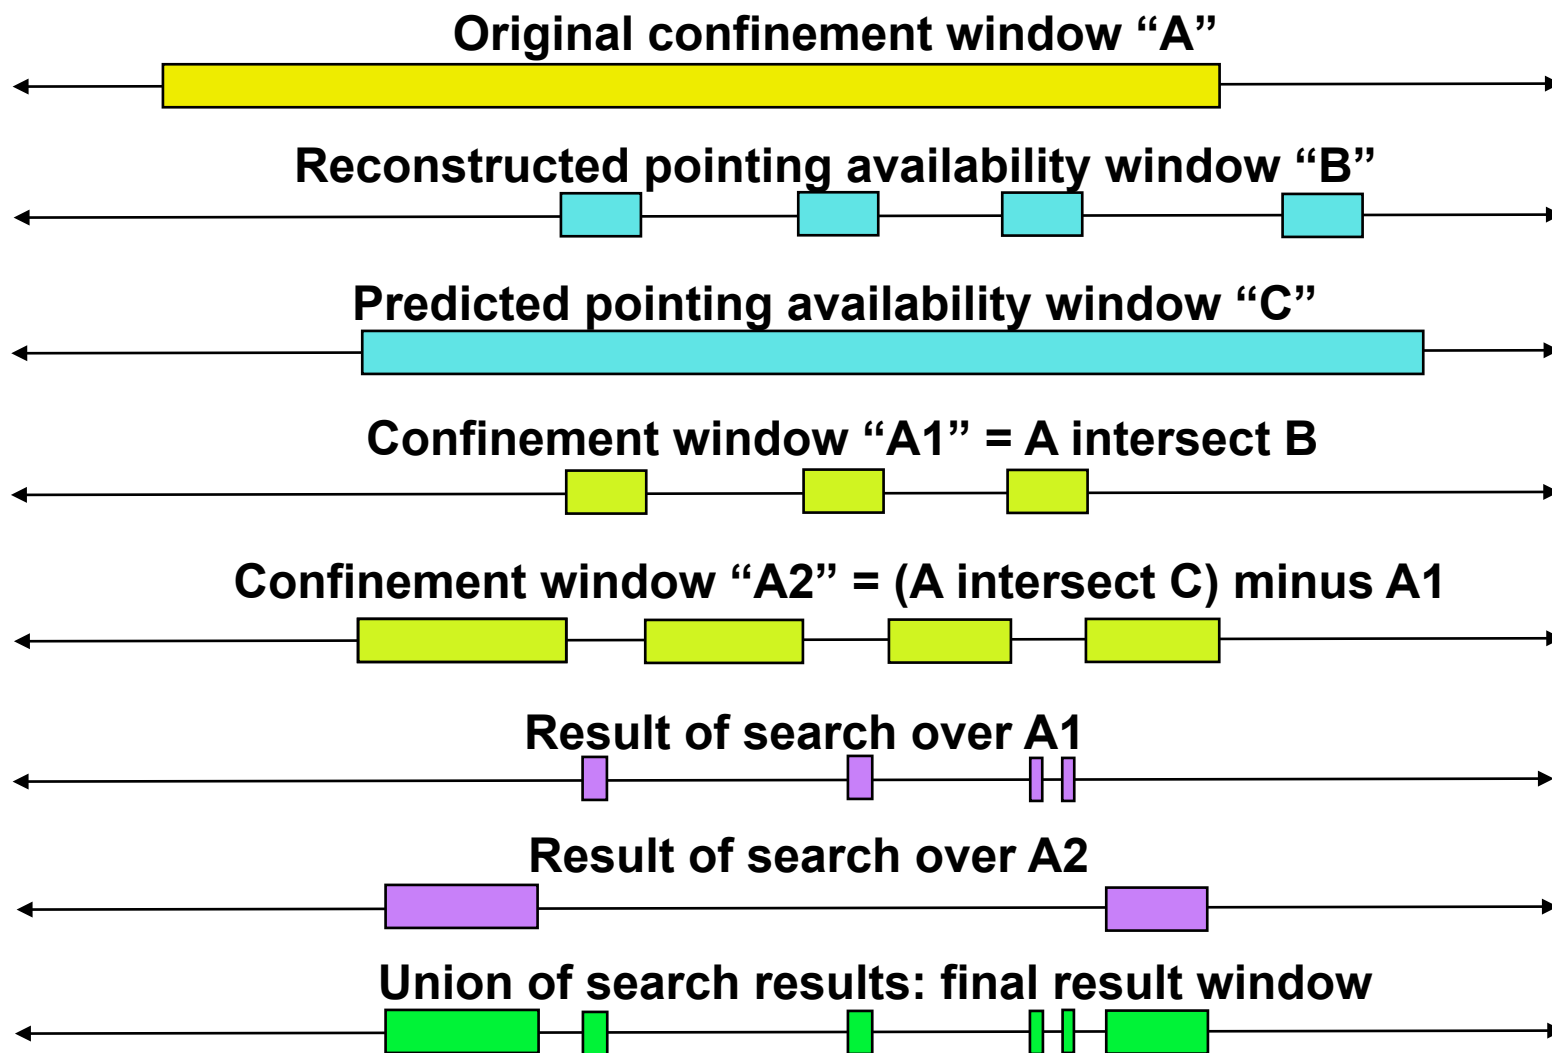 Original confinement window “A”
Reconstructed pointing availability window “B”
Predicted pointing availability window “C”
Confinement window “A1” = A intersect B
Confinement window “A2” = (A intersect C) minus A1
Result of search over A1
Result of search over A2
Union of search results: final result window